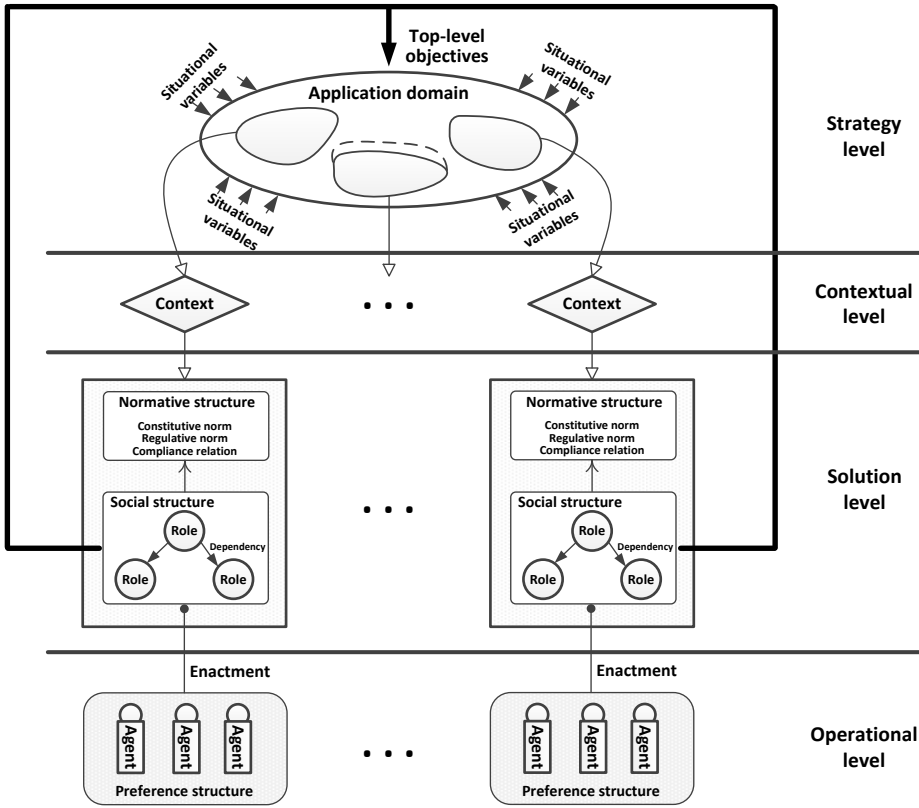 Top-level
objectives
Situational
variables
Situational
variables
Application domain
Strategy
level
Situational
variables
Situational
variables
Context
. . .
Context
Contextual
level
Normative structure
Constitutive norm
Regulative norm
Compliance relation
Normative structure
Constitutive norm
Regulative norm
Compliance relation
Social structure
Role
Dependency
Role
Role
. . .
Social structure
Role
Dependency
Role
Role
Solution
level
Enactment
Enactment
Agent
Agent
Agent
Preference structure
. . .
Agent
Agent
Agent
Preference structure
Operational
level